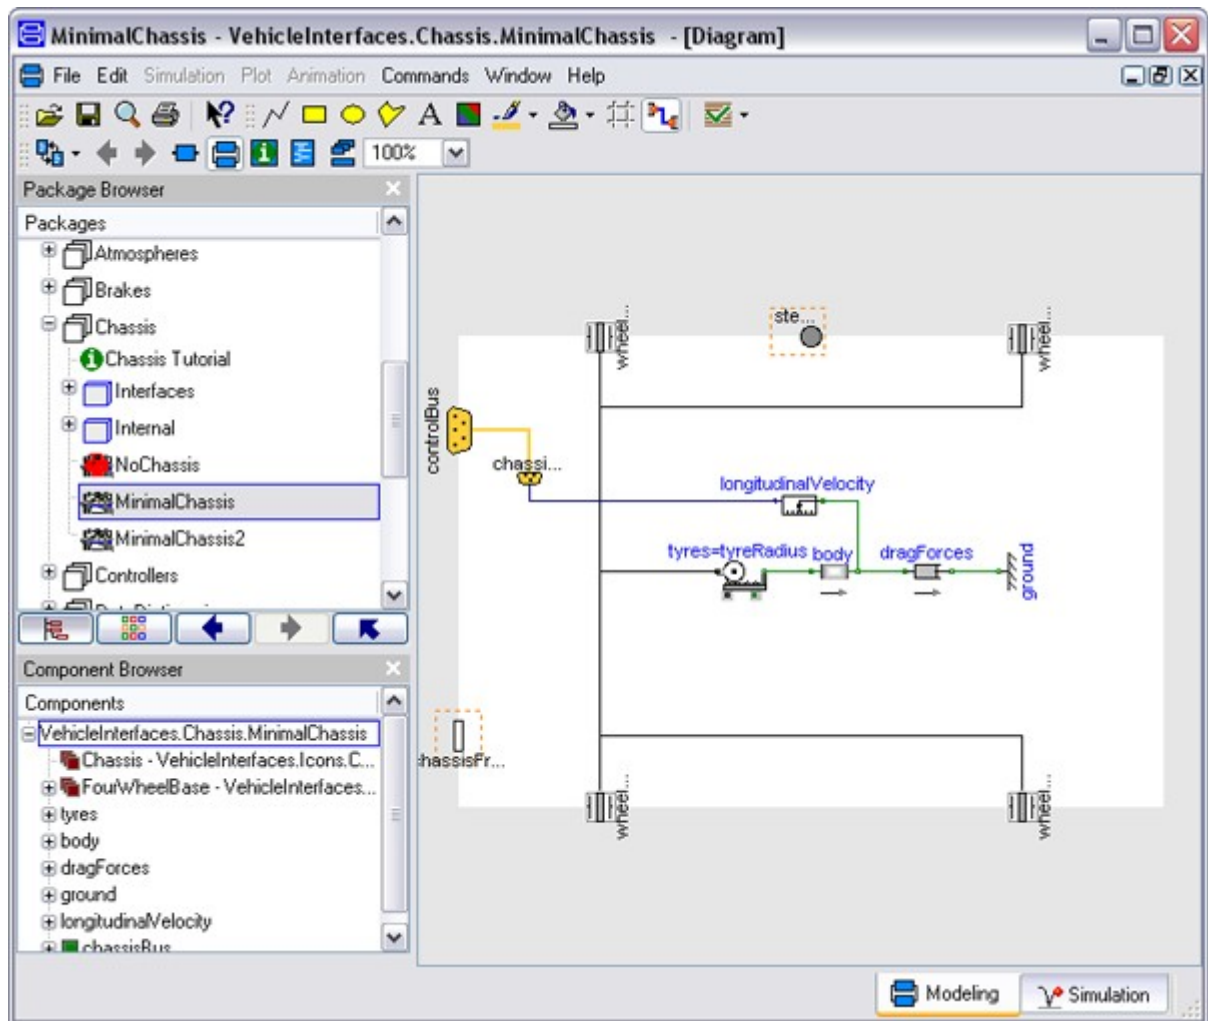 MinimalChassis - VehicleInterfaces.Chassis.MinimalChassis - [Diagram]
File Edit Simulation Plot Animation Commands Window Help
100%
Package Browser
Packages
Atmospheres
Brakes
Chassis
Chassis Tutorial
Interfaces
Internal
NoChassis
MinimalChassis
MinimalChassis2
Controllers
Component Browser
Components
VehicleInterfaces.Chassis.MinimalChassis
Chassis - VehicleInterfaces.Icons.C...
FourWheelBase - VehicleInterfaces...
tyres
body
dragForces
ground
longitudinalVelocity
chassisBus
wheel...
ste...
wheel...
controlBus
chassi...
longitudinalVelocity
tyres=tyreRadius
body
dragForces
ground
hassisFr...
wheel...
wheel...
Modeling
Simulation